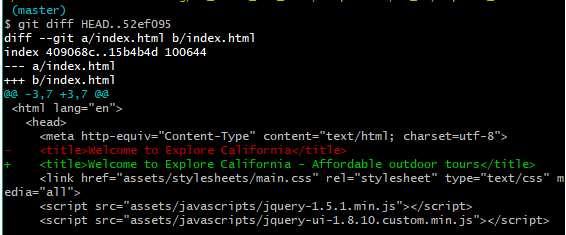 (master)
$ git diff HEAD..52ef095
diff --git a/index.html b/index.html
index 409068c..15b4b4d 100644
--- a/index.html
+++ b/index.html
@@ -3,7 +3,7 @@
 <html lang="en">
   <head>
     <meta http-equiv="Content-Type" content="text/html; charset=utf-8">
-    <title>Welcome to Explore California</title>
+    <title>Welcome to Explore California - Affordable outdoor tours</title>
     <link href="assets/stylesheets/main.css" rel="stylesheet" type="text/css" m
edia="all">
     <script src="assets/javascripts/jquery-1.5.1.min.js"></script>
     <script src="assets/javascripts/jquery-ui-1.8.10.custom.min.js"></script>